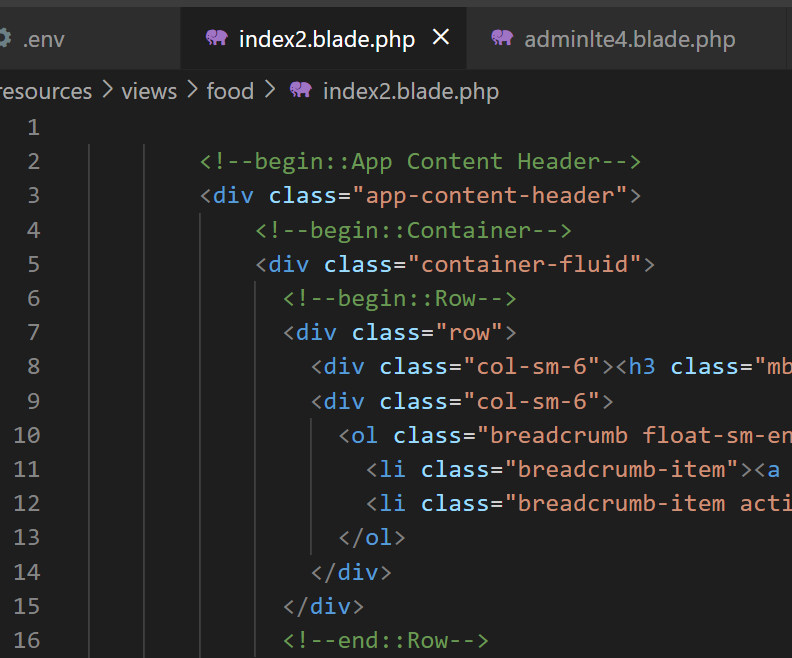 .env index2.blade.php adminlte4.blade.php
resources > views > food > index2.blade.php
1
2 <!--begin::App Content Header-->
3 <div class="app-content-header">
4 <!--begin::Container-->
5 <div class="container-fluid">
6 <!--begin::Row-->
7 <div class="row">
8 <div class="col-sm-6"><h3 class="mb
9 <div class="col-sm-6">
10 <ol class="breadcrumb float-sm-en
11 <li class="breadcrumb-item"><a
12 <li class="breadcrumb-item acti
13 </ol>
14 </div>
15 </div>
16 <!--end::Row-->